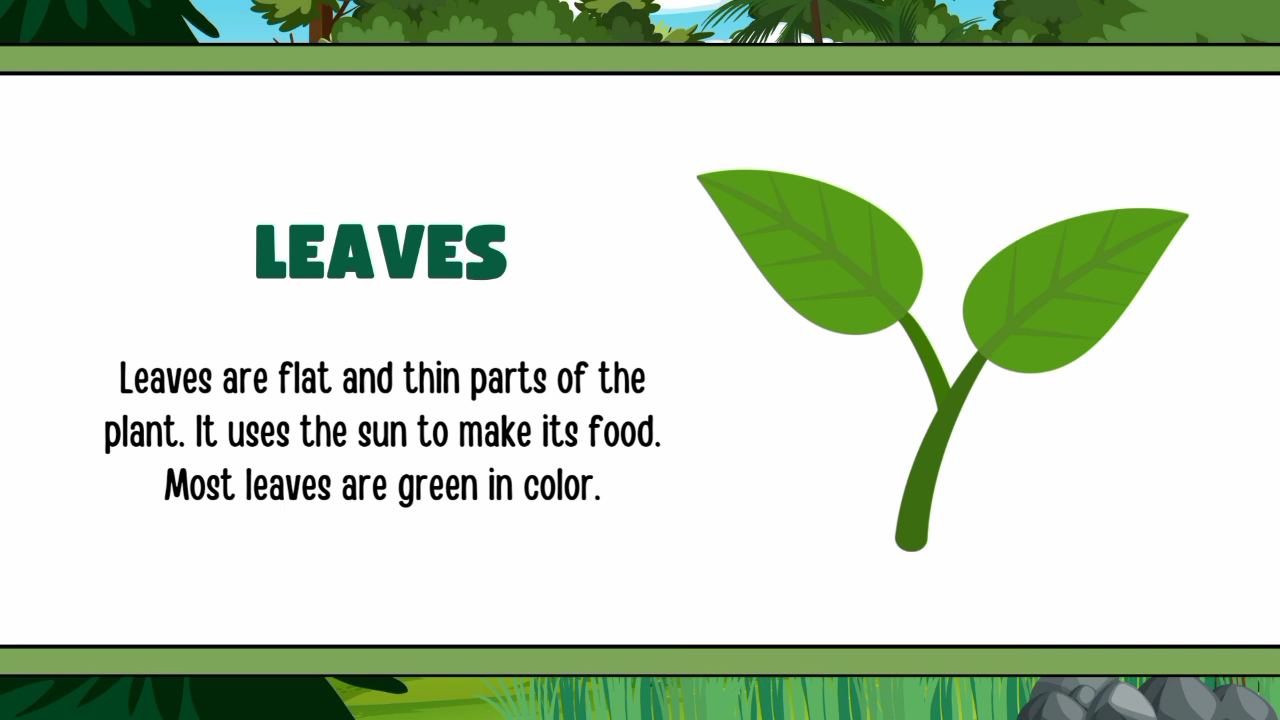 LEAVES
Leaves are flat and thin parts of the
plant. It uses the sun to make its food.
Most leaves are green in color.